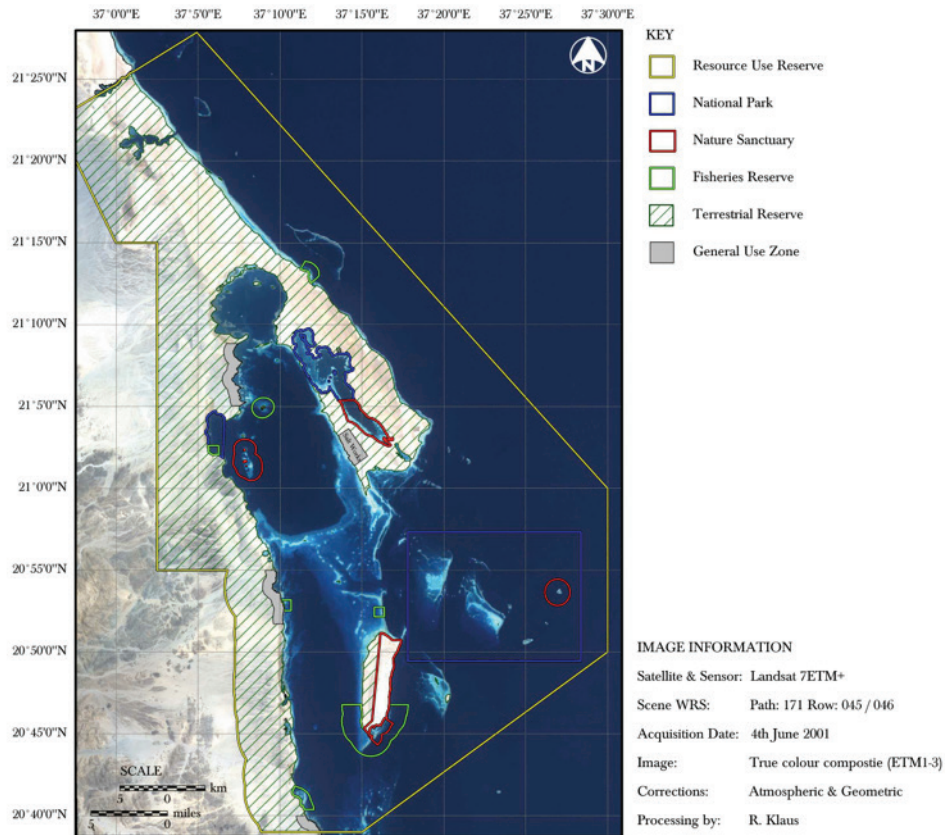 37°0'0"E 37°5'0"E 37°10'0"E 37°15'0"E 37°20'0"E 37°25'0"E 37°30'0"E
N
21°25'0"N
21°20'0"N
21°15'0"N
21°10'0"N
21°5'0"N
21°0'0"N
20°55'0"N
20°50'0"N
20°45'0"N
20°40'0"N
Salt Works
SCALE
5 0 km
5 0 miles
KEY
Resource Use Reserve
National Park
Nature Sanctuary
Fisheries Reserve
Terrestrial Reserve
General Use Zone
IMAGE INFORMATION
Satellite & Sensor: Landsat 7ETM+
Scene WRS: Path: 171 Row: 045 / 046
Acquisition Date: 4th June 2001
Image: True colour compostie (ETM1-3)
Corrections: Atmospheric & Geometric
Processing by: R. Klaus